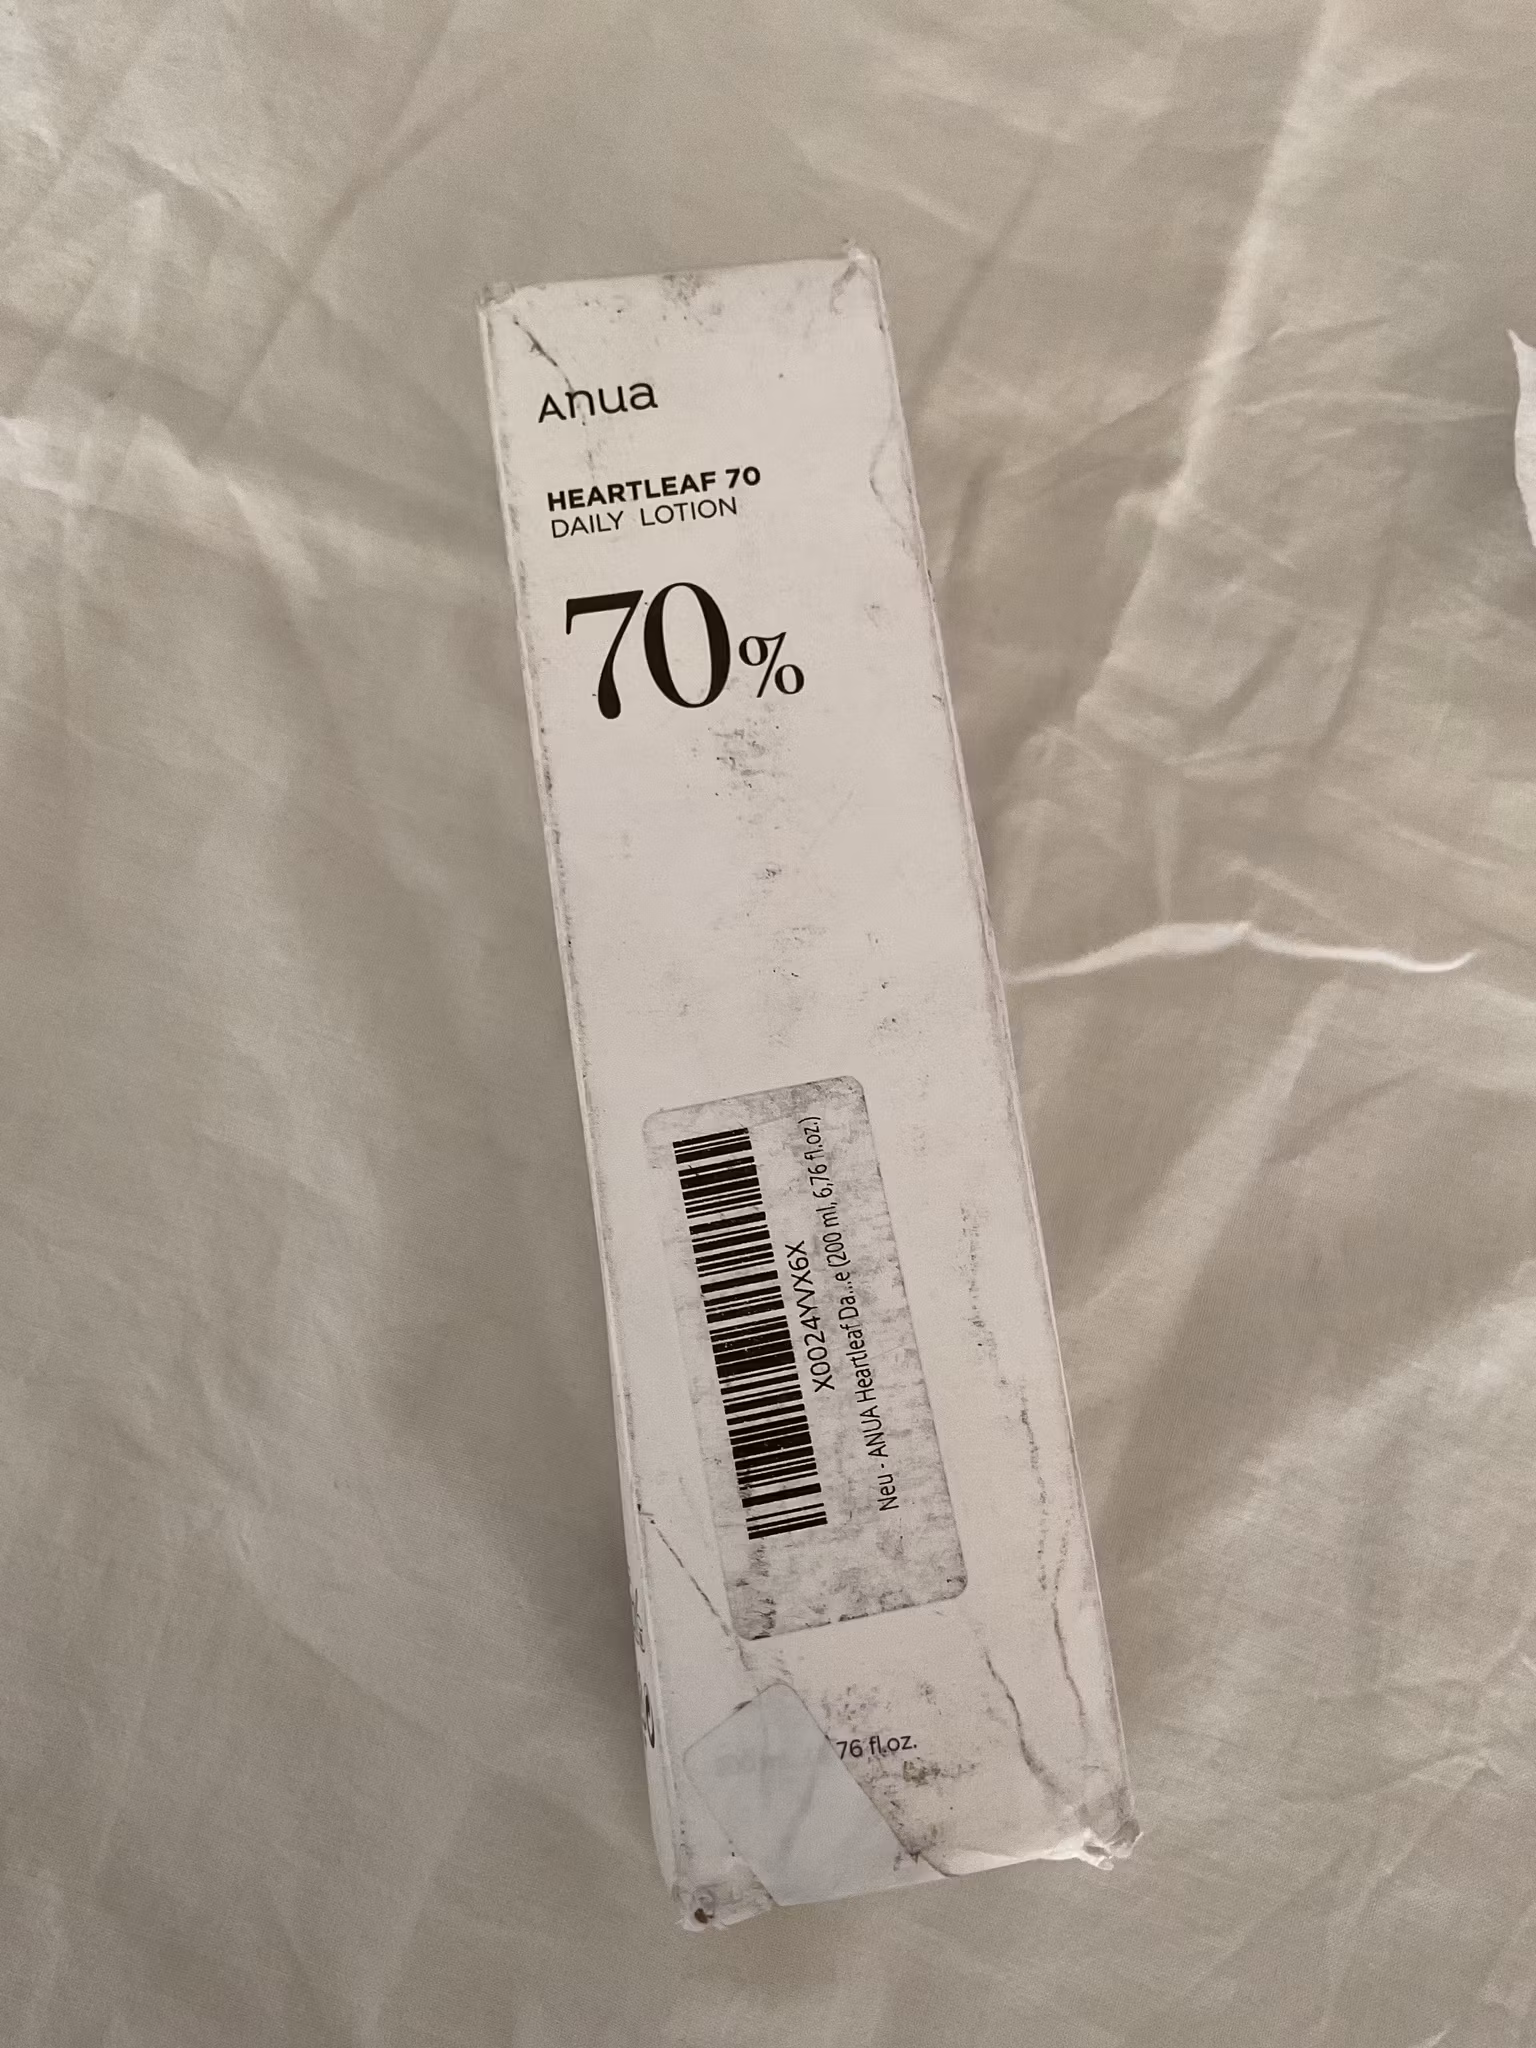 Anua
HEARTLEAF 70
DAILY LOTION
70%
X0024YVX6X
Neu - ANUA Heartleaf Da...e (200 ml, 6,76 fl.oz.)
76 fl.oz.